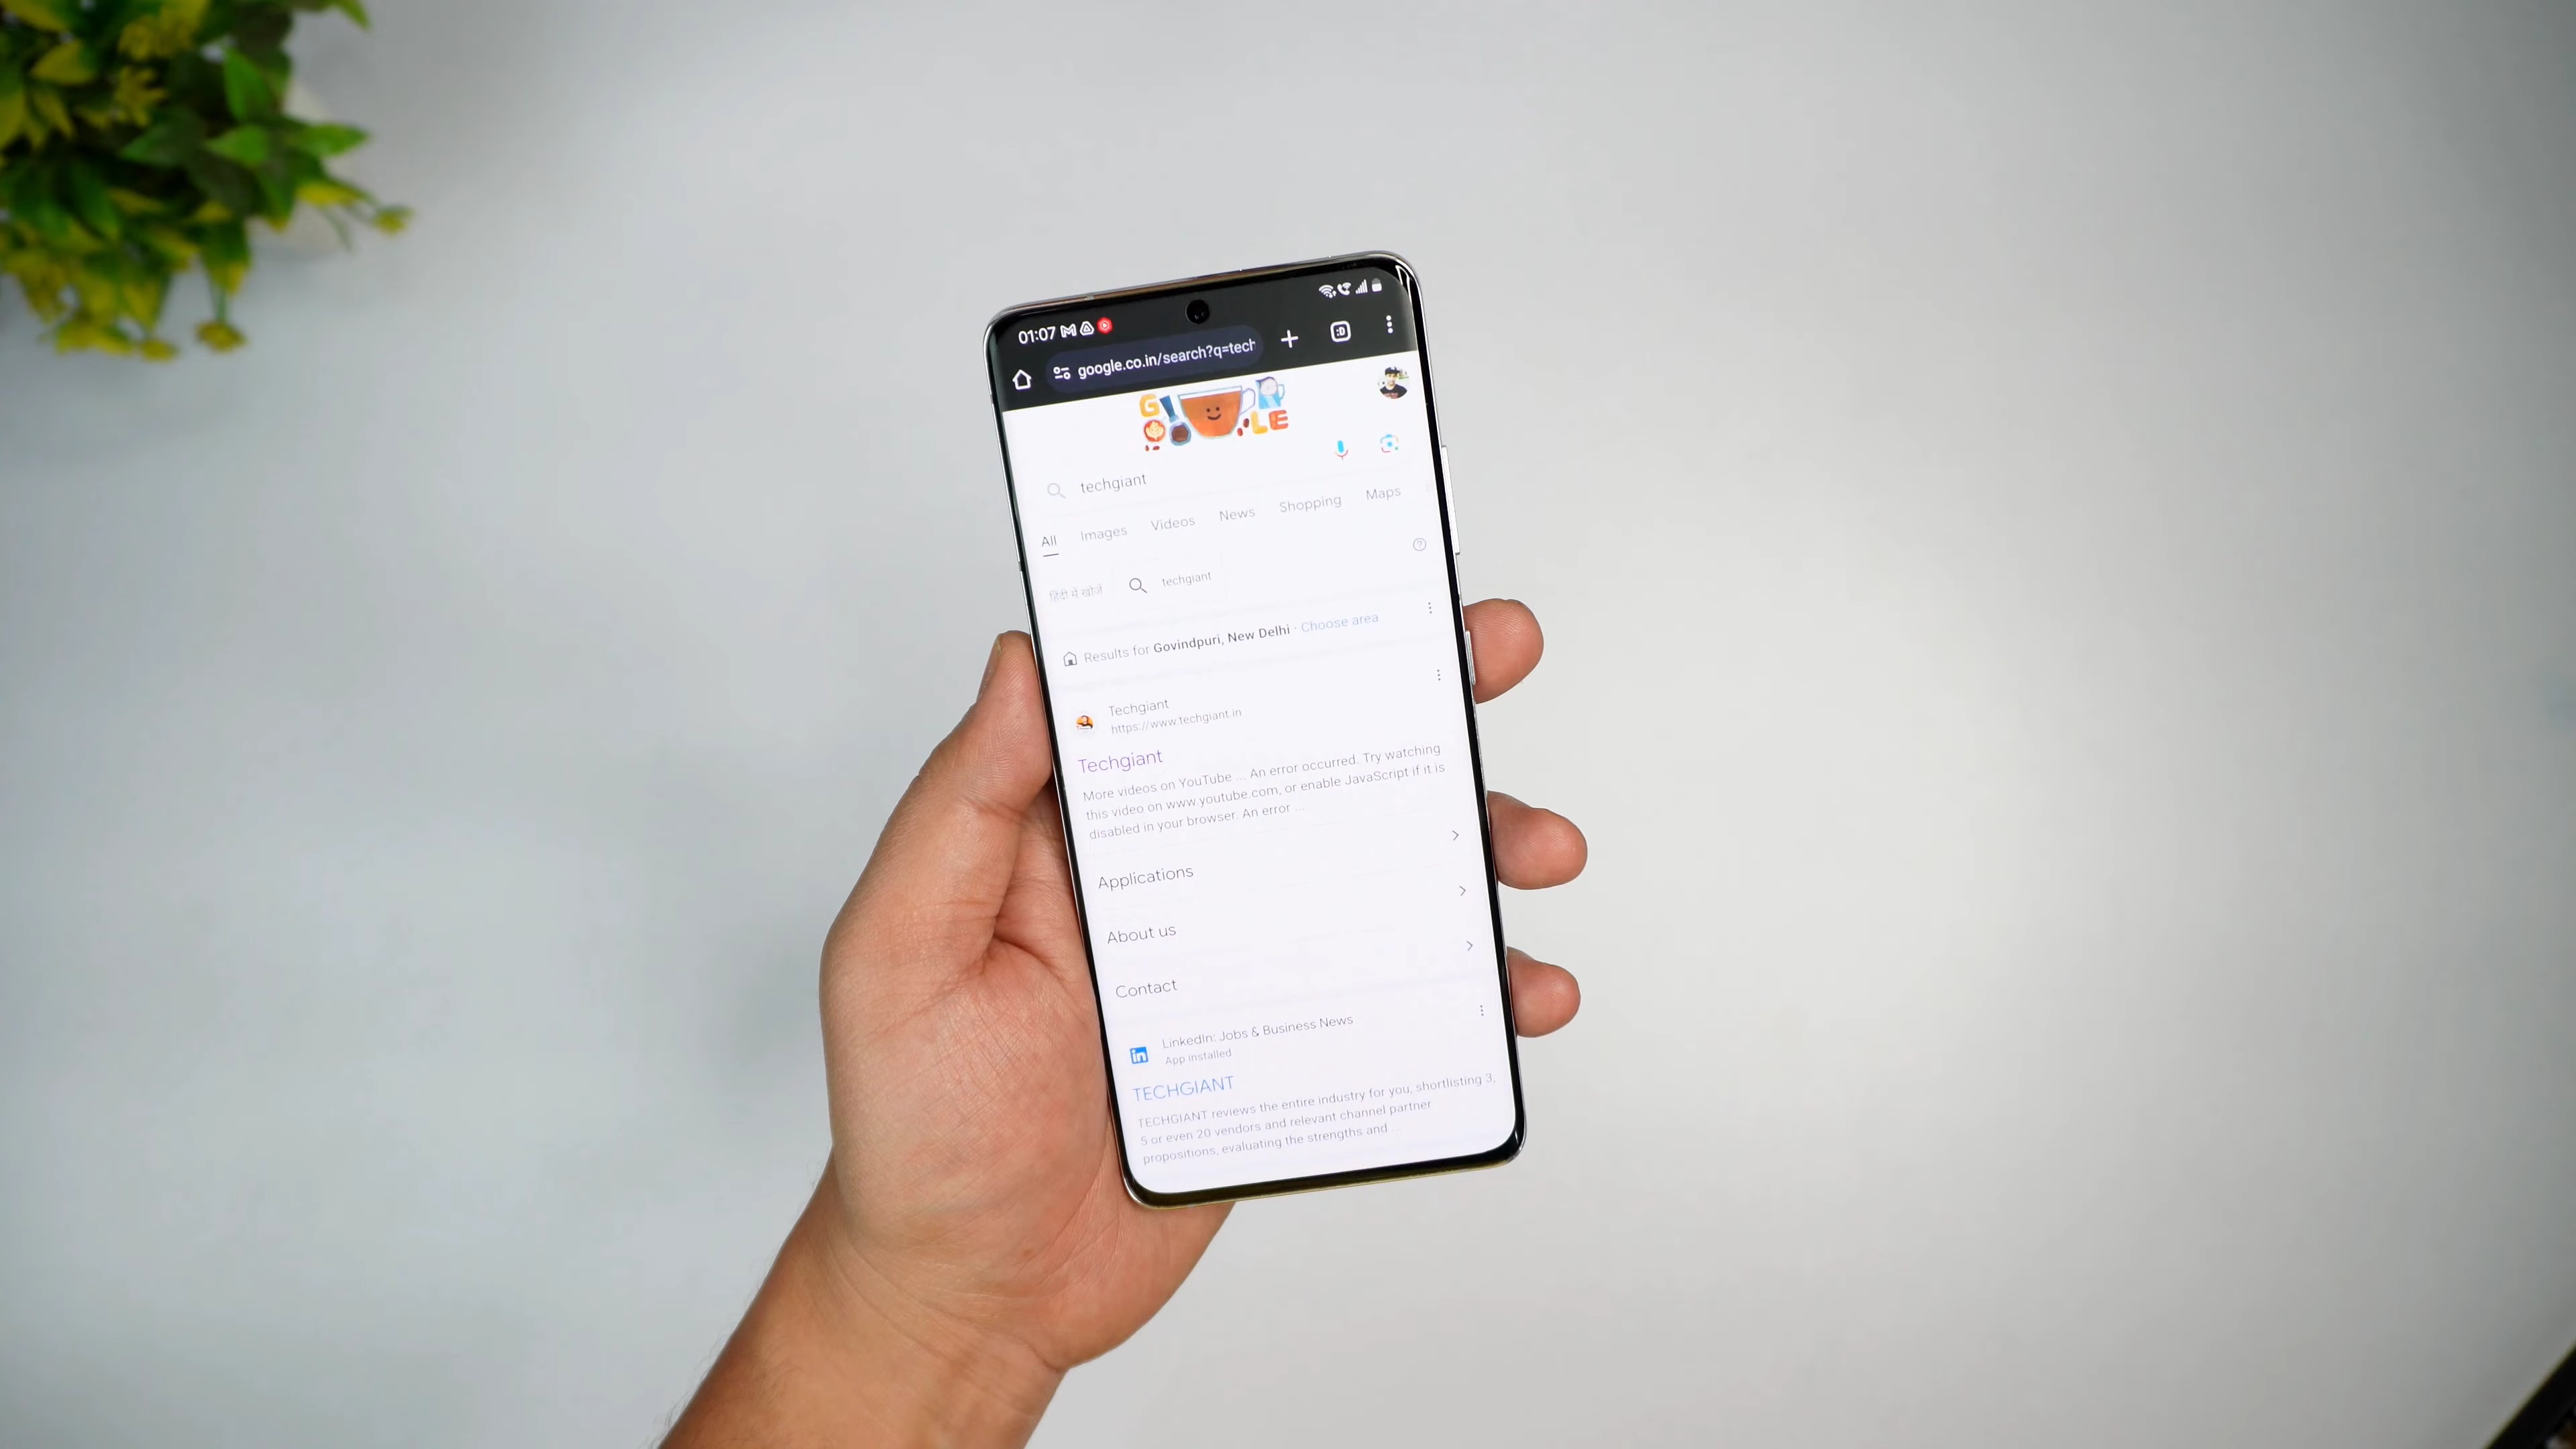 01:07
google.co.in/search?q=tech
:D
G LE
techgiant
All Images Videos News Shopping Maps
हिंदी में खोजें techgiant
Results for Govindpuri, New Delhi · Choose area
Techgiant
https://www.techgiant.in
Techgiant
More videos on YouTube ... An error occurred. Try watching
this video on www.youtube.com, or enable JavaScript if it is
disabled in your browser. An error ...
Applications
About us
Contact
in LinkedIn: Jobs & Business News
App installed
TECHGIANT
TECHGIANT reviews the entire industry for you, shortlisting 3,
5 or even 20 vendors and relevant channel partner
propositions, evaluating the strengths and ...